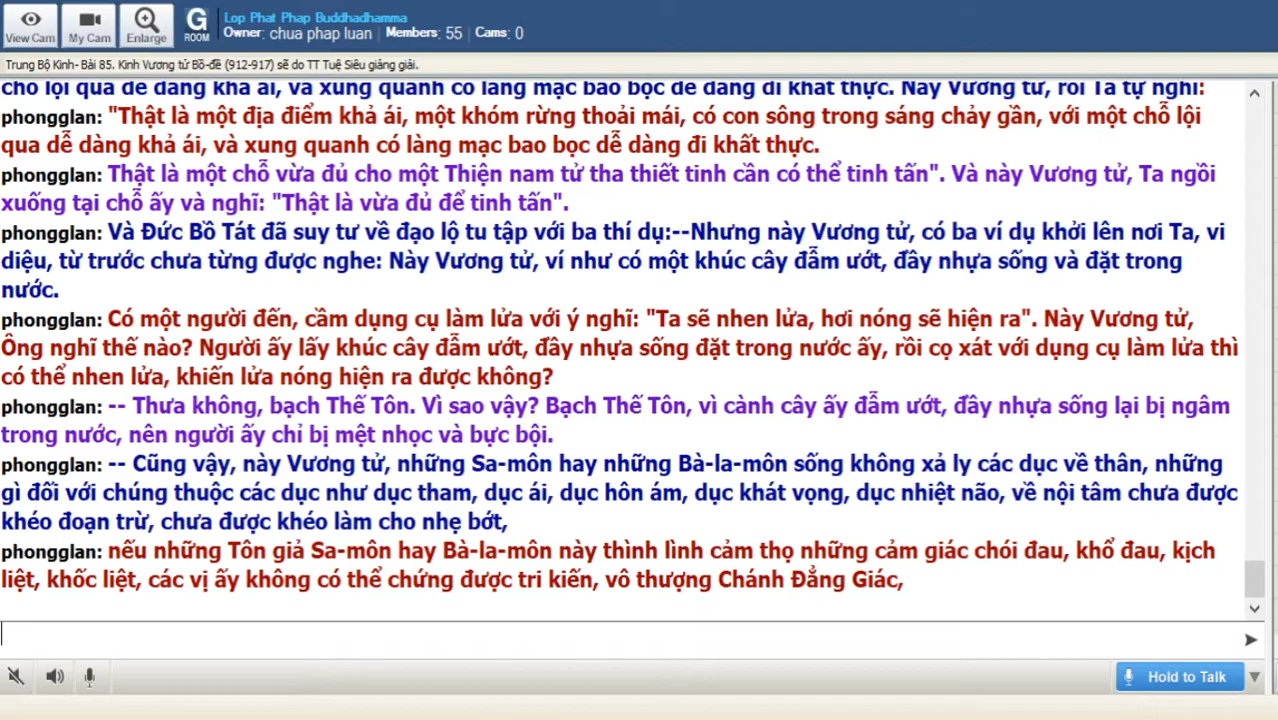 View Cam
My Cam
Enlarge
G ROOM
Lop Phat Phap Buddhadhamma
Owner: chua phap luan | Members: 55 Cams: 0
Trung Bộ Kinh- Bài 85. Kinh Vương tử Bồ-đề (912-917) sẽ do TT Tuệ Siêu giảng giải.
cho lội qua dễ dàng khả ái, và xung quanh có làng mạc bao bọc dễ dàng đi khất thực. Này Vương tử, rồi Ta tự nghĩ:
phongglan: "Thật là một địa điểm khả ái, một khóm rừng thoải mái, có con sông trong sáng chảy gần, với một chỗ lội
qua dễ dàng khả ái, và xung quanh có làng mạc bao bọc dễ dàng đi khất thực.
phongglan: Thật là một chỗ vừa đủ cho một Thiện nam tử tha thiết tinh cần có thể tinh tấn". Và này Vương tử, Ta ngồi
xuống tại chỗ ấy và nghĩ: "Thật là vừa đủ để tinh tấn".
phongglan: Và Đức Bồ Tát đã suy tư về đạo lộ tu tập với ba thí dụ:--Nhưng này Vương tử, có ba ví dụ khởi lên nơi Ta, vi
diệu, từ trước chưa từng được nghe: Này Vương tử, ví như có một khúc cây đẫm ướt, đầy nhựa sống và đặt trong
nước.
phongglan: Có một người đến, cầm dụng cụ làm lửa với ý nghĩ: "Ta sẽ nhen lửa, hơi nóng sẽ hiện ra". Này Vương tử,
Ông nghĩ thế nào? Người ấy lấy khúc cây đẫm ướt, đầy nhựa sống đặt trong nước ấy, rồi cọ xát với dụng cụ làm lửa thì
có thể nhen lửa, khiến lửa nóng hiện ra được không?
phongglan: -- Thưa không, bạch Thế Tôn. Vì sao vậy? Bạch Thế Tôn, vì cành cây ấy đẫm ướt, đầy nhựa sống lại bị ngâm
trong nước, nên người ấy chỉ bị mệt nhọc và bực bội.
phongglan: -- Cũng vậy, này Vương tử, những Sa-môn hay những Bà-la-môn sống không xả ly các dục về thân, những
gì đối với chúng thuộc các dục như dục tham, dục ái, dục hôn ám, dục khát vọng, dục nhiệt não, về nội tâm chưa được
khéo đoạn trừ, chưa được khéo làm cho nhẹ bớt,
phongglan: nếu những Tôn giả Sa-môn hay Bà-la-môn này thình lình cảm thọ những cảm giác chói đau, khổ đau, kịch
liệt, khốc liệt, các vị ấy không có thể chứng được tri kiến, vô thượng Chánh Đẳng Giác,
Hold to Talk